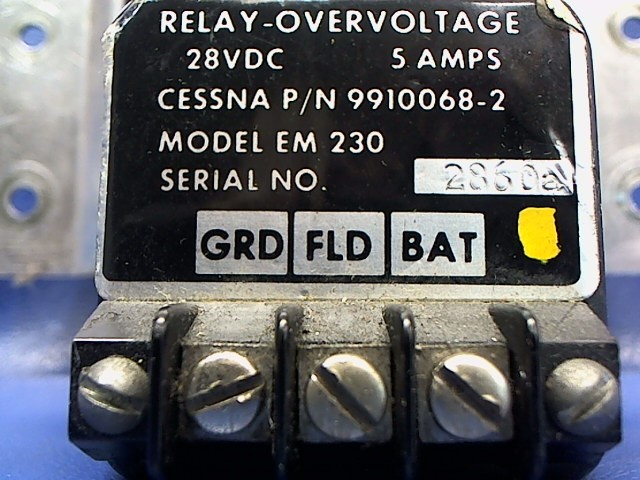 RELAY-OVERVOLTAGE
28VDC 5 AMPS
CESSNA P/N 9910068-2
MODEL EM 230
SERIAL NO.
GRD FLD BAT